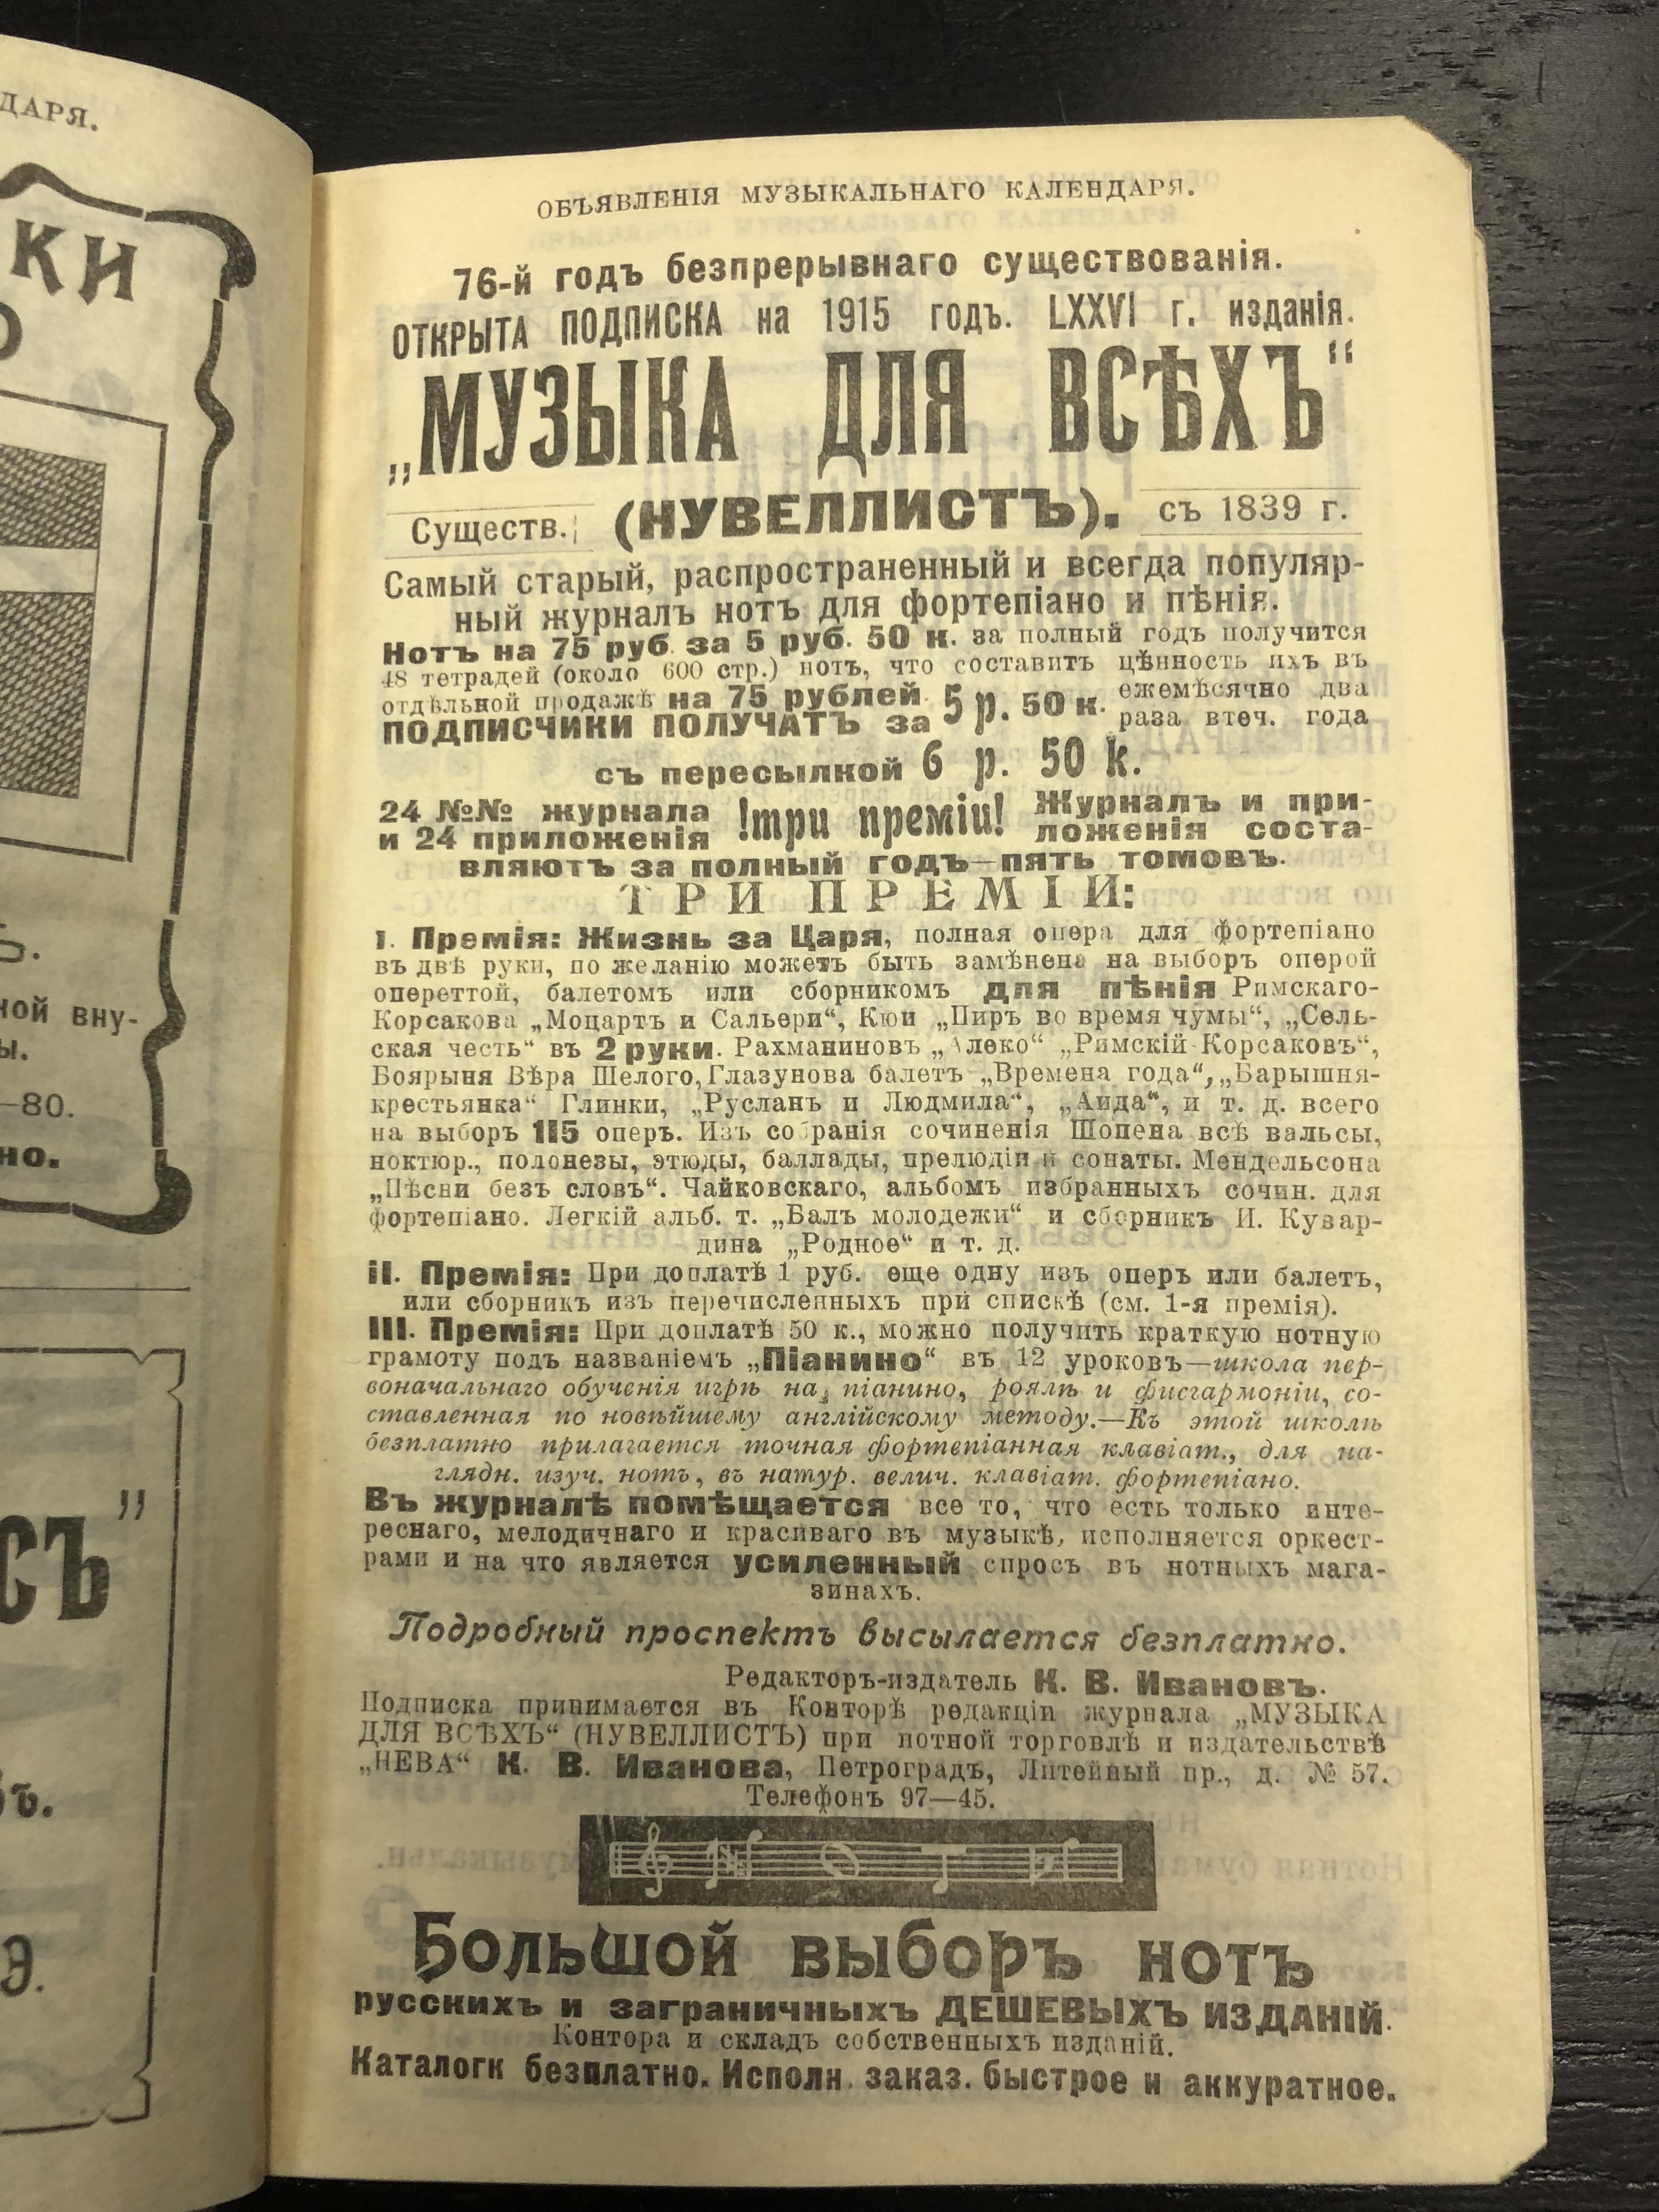 ДАРЯ.
КИ
О
Ъ.
ной вну-
ы.
—80.
но.
СЪ"
въ.
Э.
ОБЪЯВЛЕНІЯ МУЗЫКАЛЬНАГО КАЛЕНДАРЯ.
76-й годъ безпрерывнаго существованія.
ОТКРЫТА ПОДПИСКА на 1915 годъ. LXXVI г. изданія.
„МУЗЫКА ДЛЯ ВСѢХЪ“
Существ. (НУВЕЛЛИСТЪ). съ 1839 г.
Самый старый, распространенный и всегда популяр-
ный журналъ нотъ для фортепіано и пѣнія.
Нотъ на 75 руб. за 5 руб. 50 к. за полный годъ получится
48 тетрадей (около 600 стр.) нотъ, что составитъ цѣнность ихъ въ
отдѣльной продажѣ на 75 рублей
ПОДПИСЧИКИ ПОЛУЧАТЪ за 5 р. 50 к. ежемѣсячно два
раза втеч. года
съ пересылкой 6 р. 50 k.
24 №№ журнала
и 24 приложенія !три преміи! Журналъ и при-
ложенія соста-
вляютъ за полный годъ—пять томовъ.
ТРИ ПРЕМІИ:
I. Премія: Жизнь за Царя, полная опера для фортепіано
въ двѣ руки, по желанію можетъ быть замѣнена на выборъ оперой
опереттой, балетомъ или сборникомъ для пѣнія Римскаго-
Корсакова „Моцартъ и Сальери“, Кюи „Пиръ во время чумы“, „Сель-
ская честь“ въ 2 руки. Рахманиновъ „Алеко“ „Римскій-Корсаковъ“,
Боярыня Вѣра Шелого, Глазунова балетъ „Времена года“, „Барышня-
крестьянка“ Глинки, „Русланъ и Людмила“, „Аида“, и т. д. всего
на выборъ 115 оперъ. Изъ собранія сочиненія Шопена всѣ вальсы,
ноктюр., полонезы, этюды, баллады, прелюдіи и сонаты. Мендельсона
„Пѣсни безъ словъ“. Чайковскаго, альбомъ избранныхъ сочин. для
фортепіано. Легкій альб. т. „Балъ молодежи“ и сборникъ И. Кувар-
дина „Родное“ и т. д.
II. Премія: При доплатѣ 1 руб. еще одну изъ оперъ или балетъ,
или сборникъ изъ перечисленныхъ при спискѣ (см. 1-я премія).
III. Премія: При доплатѣ 50 к., можно получить краткую нотную
грамоту подъ названіемъ „Піанино“ въ 12 уроковъ—школа пер-
воначальнаго обученія игрѣ на піанино, роялѣ и фисгармоніи, со-
ставленная по новѣйшему англійскому методу.—Къ этой школѣ
безплатно прилагается точная фортепіанная клавіат., для на-
глядн. изуч. нотъ, въ натур. велич. клавіат. фортепіано.
Въ журналѣ помѣщается все то, что есть только инте-
реснаго, мелодичнаго и красиваго въ музыкѣ, исполняется оркест-
рами и на что является усиленный спросъ въ нотныхъ мага-
зинахъ.
Подробный проспектъ высылается безплатно.
Редакторъ-издатель К. В. Ивановъ.
Подписка принимается въ Конторѣ редакціи журнала „МУЗЫКА
ДЛЯ ВСѢХЪ“ (НУВЕЛЛИСТЪ) при нотной торговлѣ и издательствѣ
„НЕВА“ К. В. Иванова, Петроградъ, Литейный пр., д. № 57.
Телефонъ 97—45.
Большой выборъ нотъ
русскихъ и заграничныхъ ДЕШЕВЫХЪ ИЗДАНІЙ.
Контора и складъ собственныхъ изданій.
Каталогк безплатно. Исполн. заказ. быстрое и аккуратное.